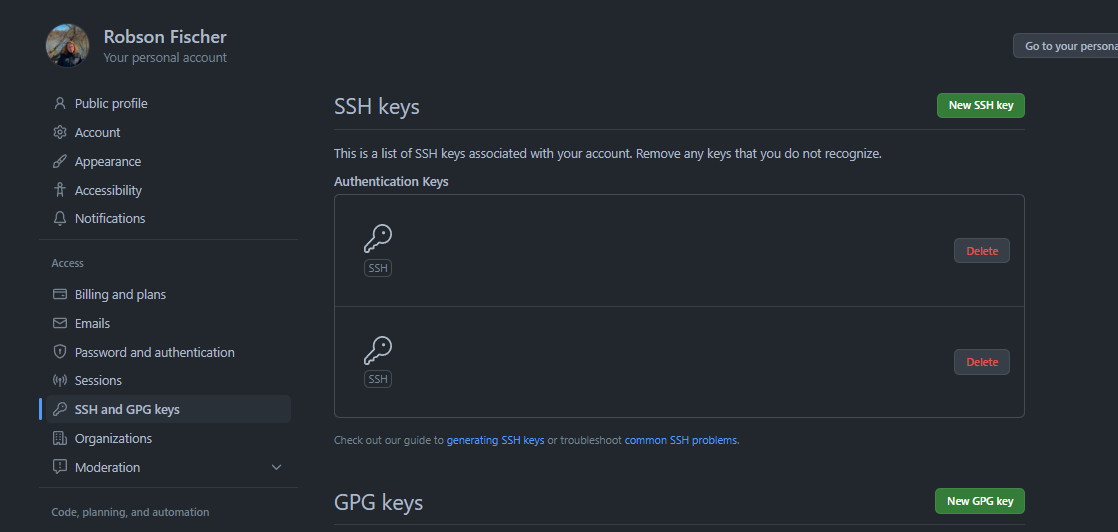 Robson Fischer
Your personal account
Go to your persona
Public profile
Account
Appearance
Accessibility
Notifications
Access
Billing and plans
Emails
Password and authentication
Sessions
SSH and GPG keys
Organizations
Moderation
Code, planning, and automation
SSH keys
New SSH key
This is a list of SSH keys associated with your account. Remove any keys that you do not recognize.
Authentication Keys
SSH
Delete
SSH
Delete
Check out our guide to generating SSH keys or troubleshoot common SSH problems.
GPG keys
New GPG key